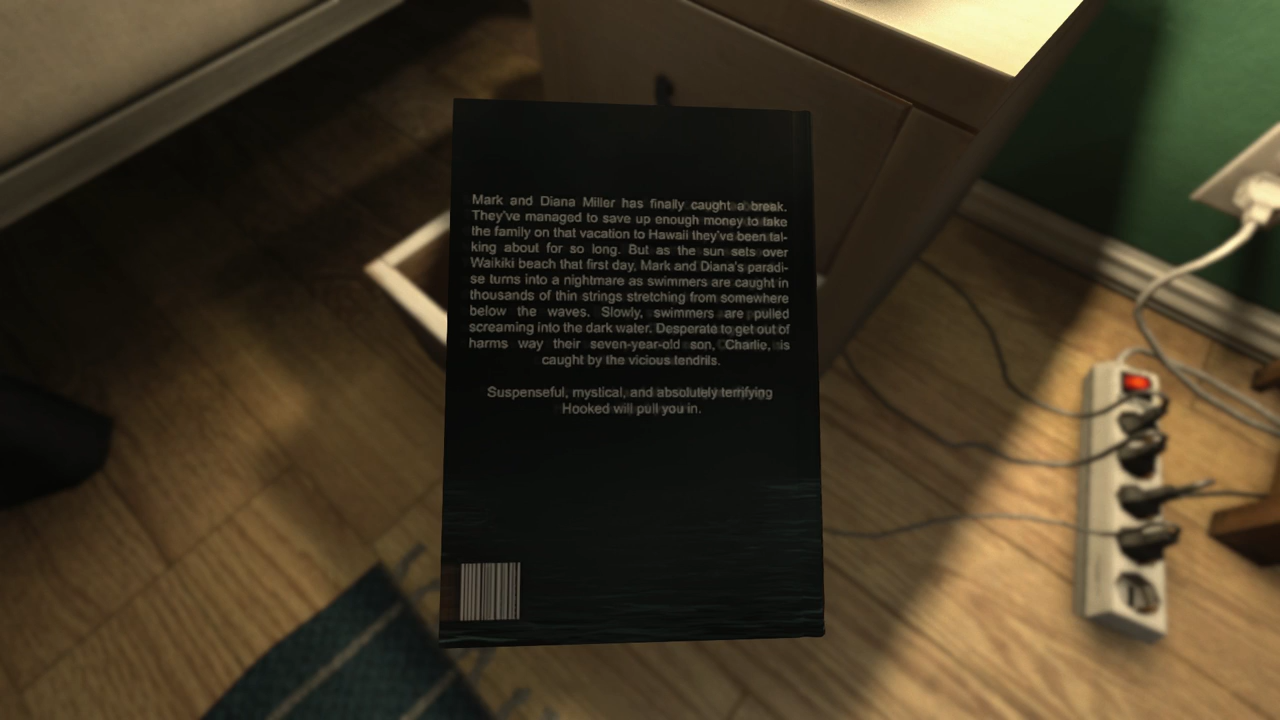 Mark and Diana Miller has finally caught a break.
They've managed to save up enough money to take
the family on that vacation to Hawaii they've been tal-
king about for so long. But as the sun sets over
Waikiki beach that first day, Mark and Diana's paradi-
se turns into a nightmare as swimmers are caught in
thousands of thin strings stretching from somewhere
below the waves. Slowly, swimmers are pulled
screaming into the dark water. Desperate to get out of
harms way their seven-year-old son, Charlie, is
caught by the vicious tendrils.
Suspenseful, mystical, and absolutely terrifying
Hooked will pull you in.